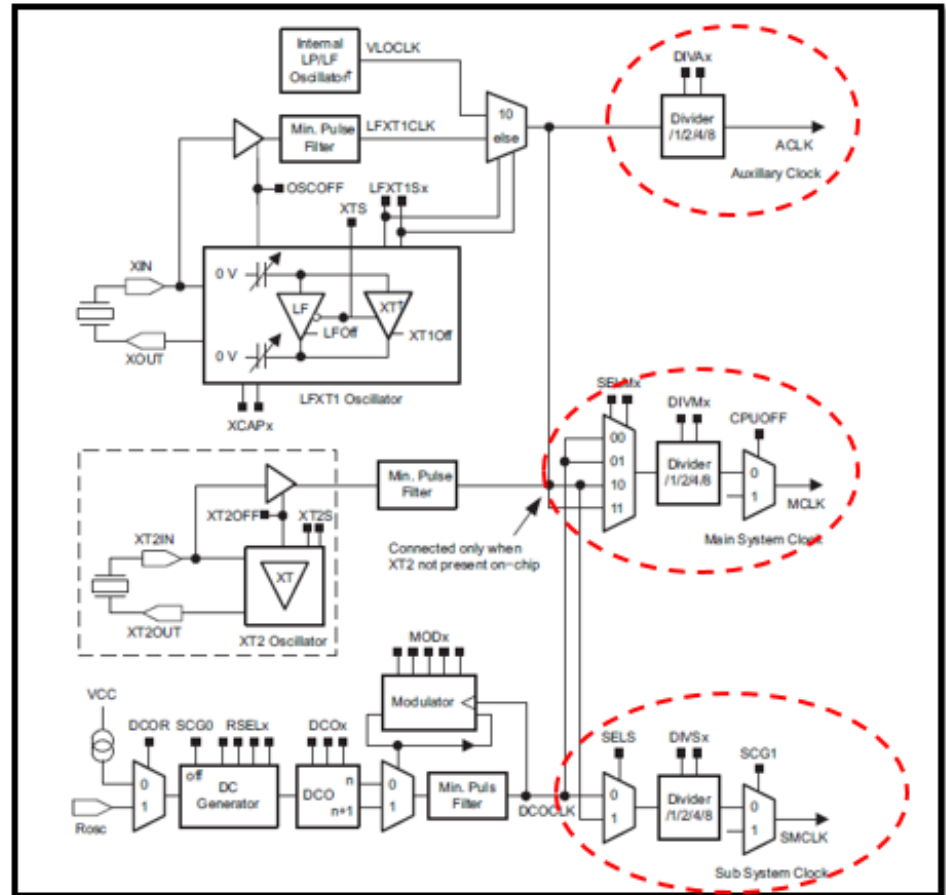 Internal
LP/LF
Oscillator†
VLOCLK
DIVAx
Divider
/1/2/4/8
ACLK
Auxillary Clock
10
else
Min. Pulse
Filter
LFXT1CLK
OSCOFF
LFXT1Sx
XTS
XIN
0 V
LF
XT†
LFOff
XT1Off
0 V
XOUT
LFXT1 Oscillator
XCAPx
SELMx
DIVMx
CPUOFF
00
01
10
11
Divider
/1/2/4/8
0
1
MCLK
Main System Clock
Min. Pulse
Filter
Connected only when
XT2 not present on-chip
XT2OFF
XT2S
XT2IN
XT
XT2OUT
XT2 Oscillator
MODx
Modulator
VCC
DCOR
SCG0
RSELx
DCOx
0
1
off
DC
Generator
DCO
n
n+1
0
1
Min. Puls
Filter
DCOCLK
Rosc
SELS
DIVSx
SCG1
0
1
Divider
/1/2/4/8
0
1
SMCLK
Sub System Clock